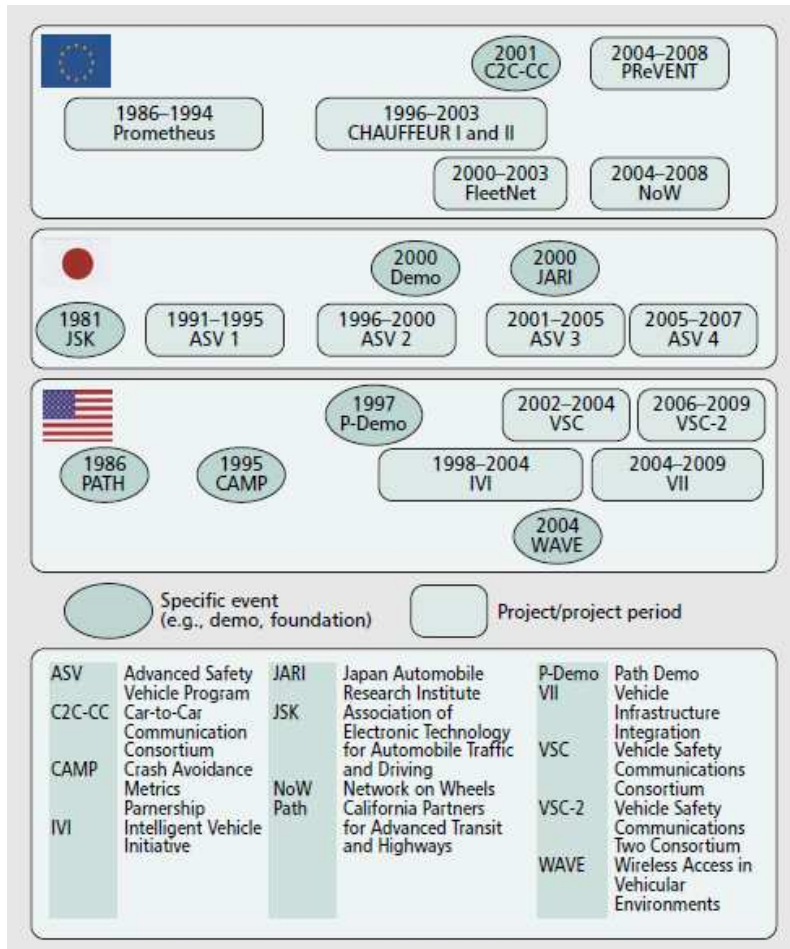 2001
C2C-CC
2004–2008
PReVENT
1986–1994
Prometheus
1996–2003
CHAUFFEUR I and II
2000–2003
FleetNet
2004–2008
NoW
2000
Demo
2000
JARI
1981
JSK
1991–1995
ASV 1
1996–2000
ASV 2
2001–2005
ASV 3
2005–2007
ASV 4
1997
P-Demo
2002–2004
VSC
2006–2009
VSC-2
1986
PATH
1995
CAMP
1998–2004
IVI
2004–2009
VII
2004
WAVE
Specific event
(e.g., demo, foundation)
Project/project period
ASV Advanced Safety
Vehicle Program
C2C-CC Car-to-Car
Communication
Consortium
CAMP Crash Avoidance
Metrics
Parnership
IVI Intelligent Vehicle
Initiative
JARI Japan Automobile
Research Institute
JSK Association of
Electronic Technology
for Automobile Traffic
and Driving
NoW Network on Wheels
Path California Partners
for Advanced Transit
and Highways
P-Demo Path Demo
VII Vehicle
Infrastructure
Integration
VSC Vehicle Safety
Communications
Consortium
VSC-2 Vehicle Safety
Communications
Two Consortium
WAVE Wireless Access in
Vehicular
Environments